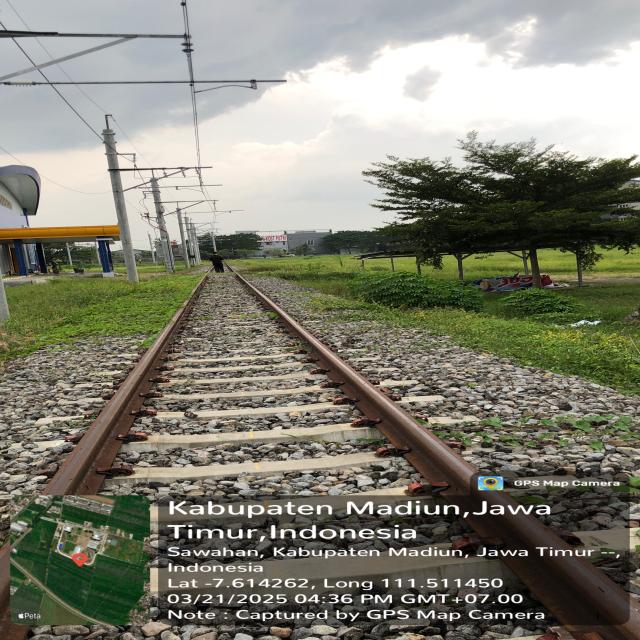 GPS Map Camera
Kabupaten Madiun,Jawa
Timur,Indonesia
Sawahan, Kabupaten Madiun, Jawa Timur --,
Indonesia
Lat -7.614262, Long 111.511450
03/21/2025 04:36 PM GMT+07:00
Note : Captured by GPS Map Camera
Peta